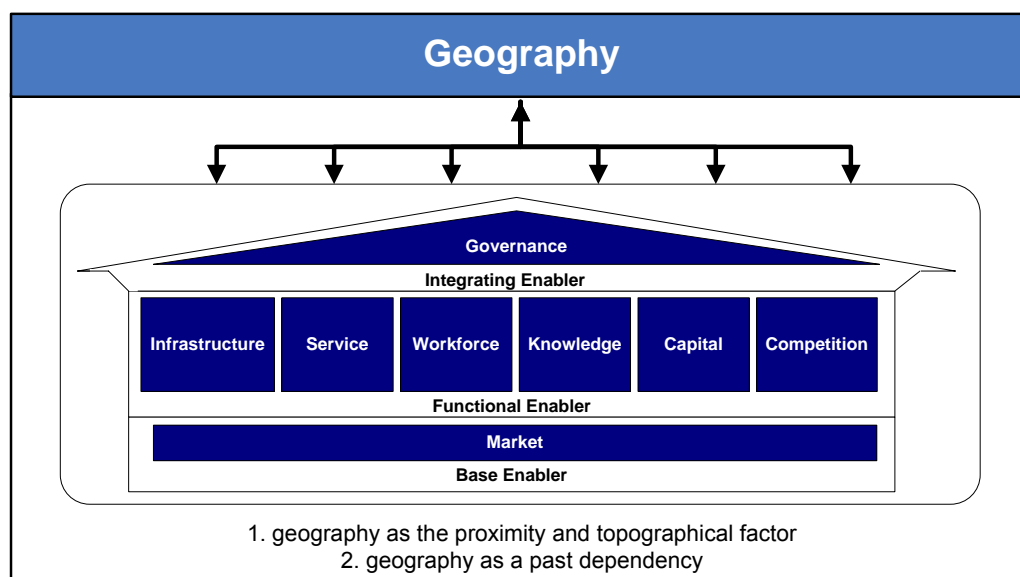 Geography
Governance
Integrating Enabler
Infrastructure Service Workforce Knowledge Capital Competition
Functional Enabler
Market
Base Enabler
1. geography as the proximity and topographical factor
2. geography as a past dependency